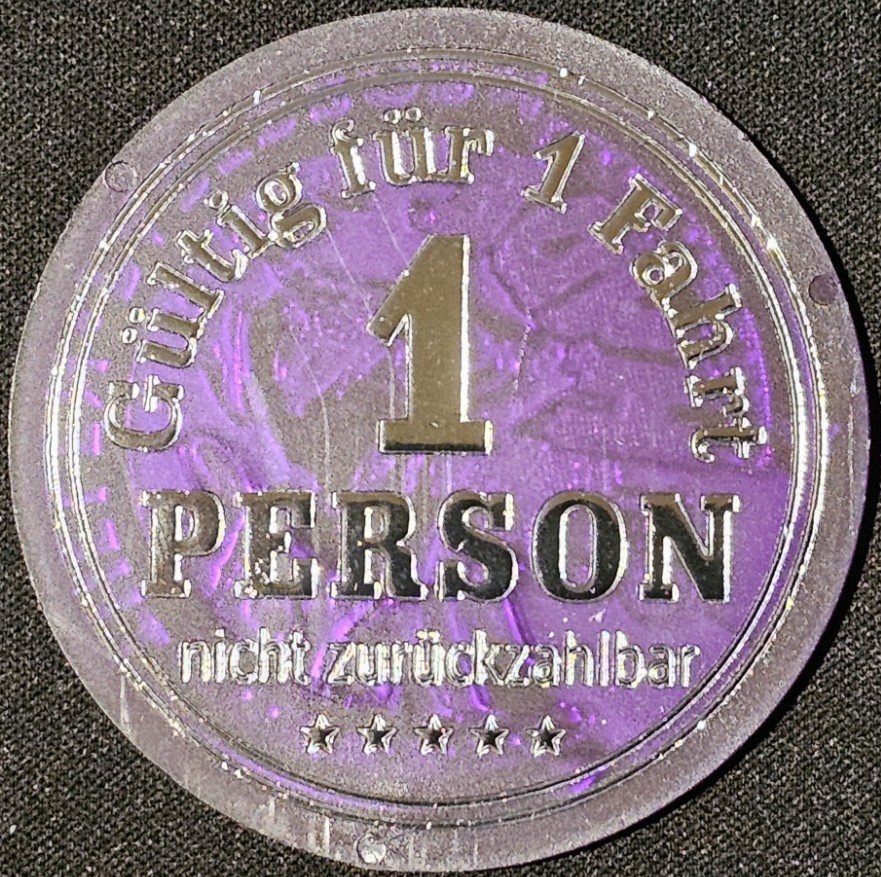 Gültig für 1 Fahrt
1
PERSON
nicht zurückzahlbar